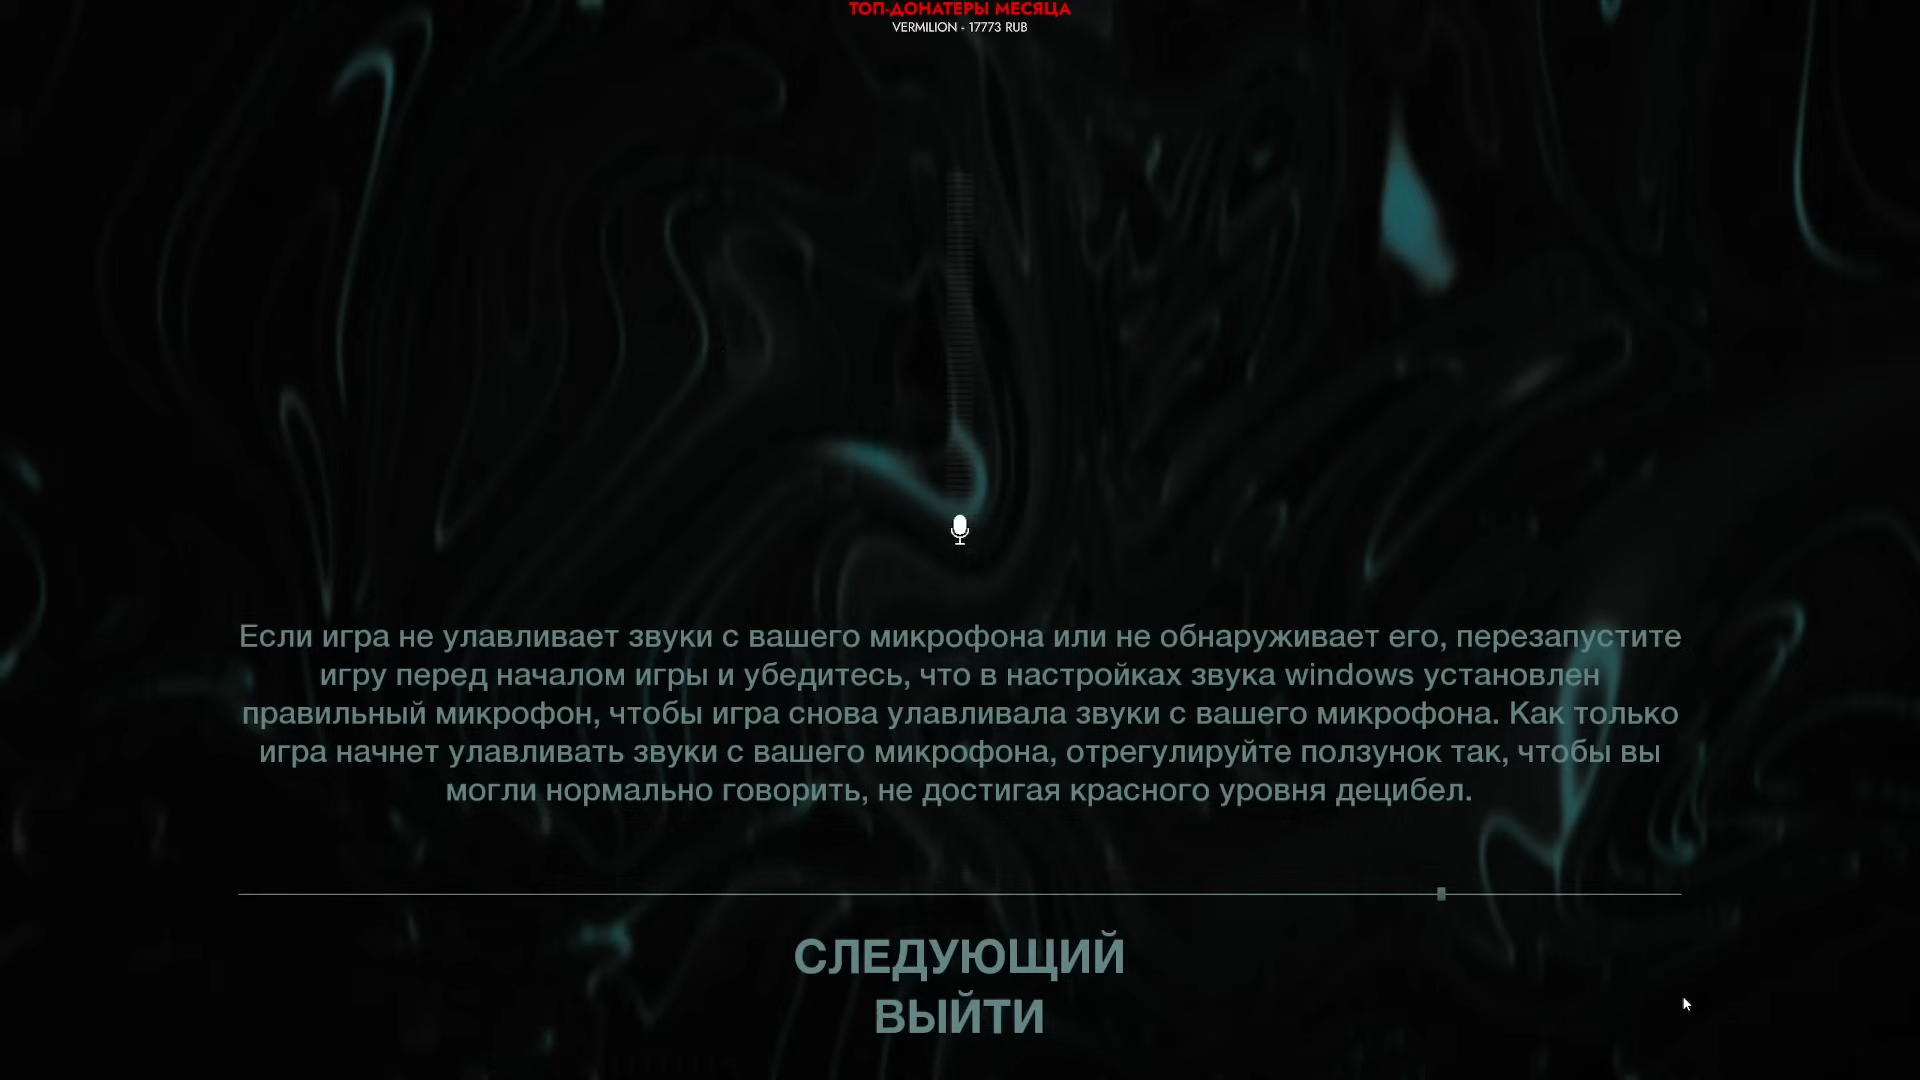 ТОП-ДОНАТЕРЫ МЕСЯЦА
VERMILION - 17773 RUB
Если игра не улавливает звуки с вашего микрофона или не обнаруживает его, перезапустите
игру перед началом игры и убедитесь, что в настройках звука windows установлен
правильный микрофон, чтобы игра снова улавливала звуки с вашего микрофона. Как только
игра начнет улавливать звуки с вашего микрофона, отрегулируйте ползунок так, чтобы вы
могли нормально говорить, не достигая красного уровня децибел.
СЛЕДУЮЩИЙ
ВЫЙТИ